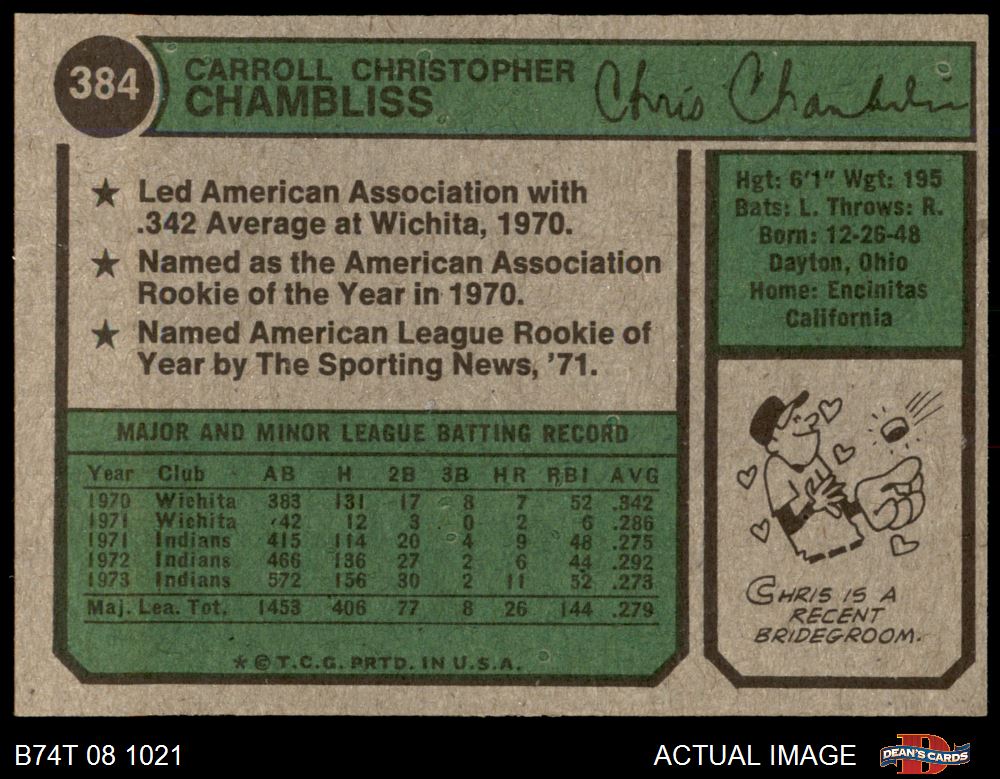 384
CARROLL CHRISTOPHER
CHAMBLISS
Chris Chambliss
★ Led American Association with
.342 Average at Wichita, 1970.
★ Named as the American Association
Rookie of the Year in 1970.
★ Named American League Rookie of
Year by The Sporting News, '71.
Hgt: 6'1" Wgt: 195
Bats: L. Throws: R.
Born: 12-26-48
Dayton, Ohio
Home: Encinitas
California
MAJOR AND MINOR LEAGUE BATTING RECORD
Year Club AB H 2B 3B HR RBI AVG
1970 Wichita 383 131 17 8 7 52 .342
1971 Wichita 42 12 3 0 2 6 .286
1971 Indians 415 114 20 4 9 48 .275
1972 Indians 466 136 27 2 6 44 .292
1973 Indians 572 156 30 2 11 52 .273
Maj. Lea. Tot. 1453 406 77 8 26 144 .279
★ © T.C.G. PRTD. IN U.S.A.
CHRIS IS A
RECENT
BRIDEGROOM.
B74T 08 1021
ACTUAL IMAGE
D
DEAN'S CARDS